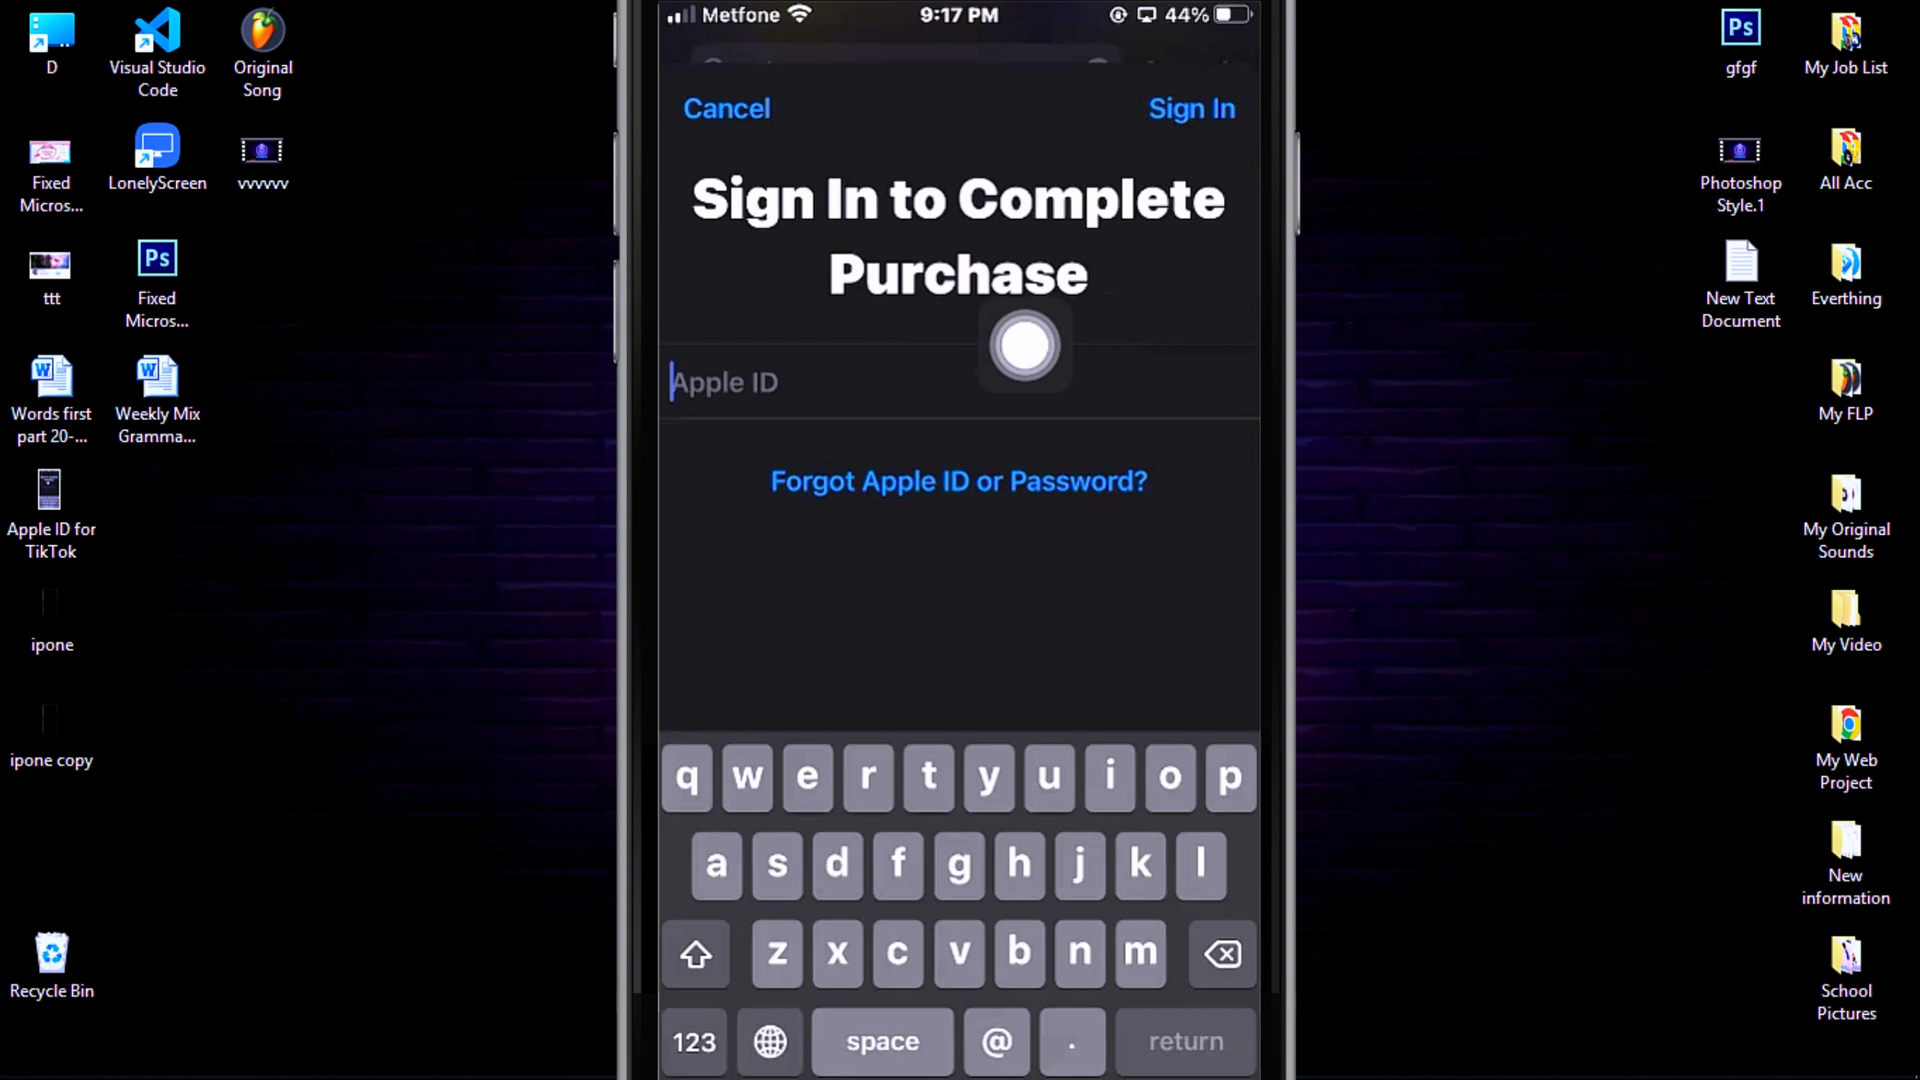 D
Visual Studio
Code
Original
Song
Fixed
Micros...
LonelyScreen
vvvvvv
ttt
Ps
Fixed
Micros...
Words first
part 20-...
Weekly Mix
Gramma...
Apple ID for
TikTok
ipone
ipone copy
Recycle Bin
Metfone
9:17 PM
44%
Cancel
Sign In
Sign In to Complete
Purchase
Apple ID
Forgot Apple ID or Password?
q w e r t y u i o p
a s d f g h j k l
z x c v b n m
123 space @ . return
Ps
gfgf
My Job List
Photoshop
Style.1
All Acc
New Text
Document
Everthing
My FLP
My Original
Sounds
My Video
My Web
Project
New
information
School
Pictures